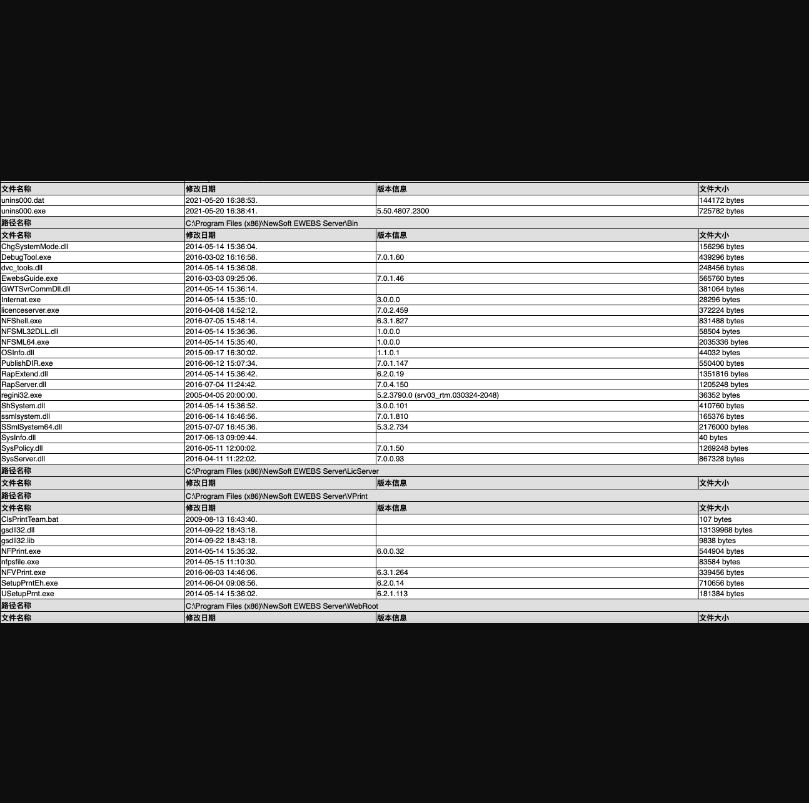 文件名称 修改日期 版本信息 文件大小
unins000.dat 2021-05-20 16:38:53. 144172 bytes
unins000.exe 2021-05-20 16:38:41. 5.50.4807.2300 725782 bytes
路径名称 C:\Program Files (x86)\NewSoft EWEBS Server\Bin
文件名称 修改日期 版本信息 文件大小
ChgSystemMode.dll 2014-05-14 15:36:04. 156296 bytes
DebugTool.exe 2016-03-02 16:16:58. 7.0.1.60 439296 bytes
dvc_tools.dll 2014-05-14 15:36:08. 248456 bytes
EwebsGuide.exe 2016-03-03 09:25:06. 7.0.1.46 565760 bytes
GWTSvrCommDll.dll 2014-05-14 15:36:14. 381064 bytes
Internat.exe 2014-05-14 15:35:10. 3.0.0.0 28296 bytes
licenceserver.exe 2016-04-08 14:52:12. 7.0.2.459 372224 bytes
NFShell.exe 2016-07-05 15:48:14. 6.3.1.827 831488 bytes
NFSML32DLL.dll 2014-05-14 15:36:36. 1.0.0.0 58504 bytes
NFSML64.exe 2014-05-14 15:35:40. 1.0.0.0 2035336 bytes
OSInfo.dll 2015-09-17 16:30:02. 1.1.0.1 44032 bytes
PublishDIR.exe 2016-06-12 15:07:34. 7.0.1.147 550400 bytes
RapExtend.dll 2014-05-14 15:36:42. 6.2.0.19 1351816 bytes
RapServer.dll 2016-07-04 11:24:42. 7.0.4.150 1205248 bytes
regini32.exe 2005-04-05 20:00:00. 5.2.3790.0 (srv03_rtm.030324-2048) 36352 bytes
ShSystem.dll 2014-05-14 15:36:52. 3.0.0.101 410760 bytes
ssmlsystem.dll 2016-06-14 16:46:56. 7.0.1.810 165376 bytes
SSmlSystem64.dll 2015-07-07 16:45:36. 5.3.2.734 2176000 bytes
SysInfo.dll 2017-06-13 09:09:44. 40 bytes
SysPolicy.dll 2016-05-11 12:00:02. 7.0.1.50 1269248 bytes
SysServer.dll 2016-04-11 11:22:02. 7.0.0.93 867328 bytes
路径名称 C:\Program Files (x86)\NewSoft EWEBS Server\LicServer
文件名称 修改日期 版本信息 文件大小
路径名称 C:\Program Files (x86)\NewSoft EWEBS Server\VPrint
文件名称 修改日期 版本信息 文件大小
ClsPrintTeam.bat 2009-08-13 16:43:40. 107 bytes
gsdll32.dll 2014-09-22 18:43:18. 13139968 bytes
gsdll32.lib 2014-09-22 18:43:18. 9838 bytes
NFPrint.exe 2014-05-14 15:35:32. 6.0.0.32 544904 bytes
nfpsfile.exe 2014-05-15 11:10:30. 83584 bytes
NFVPrint.exe 2016-06-03 14:46:06. 6.3.1.264 339456 bytes
SetupPrntEh.exe 2014-06-04 09:08:56. 6.2.0.14 710656 bytes
USetupPrnt.exe 2014-05-14 15:36:02. 6.2.1.113 181384 bytes
路径名称 C:\Program Files (x86)\NewSoft EWEBS Server\WebRoot
文件名称 修改日期 版本信息 文件大小